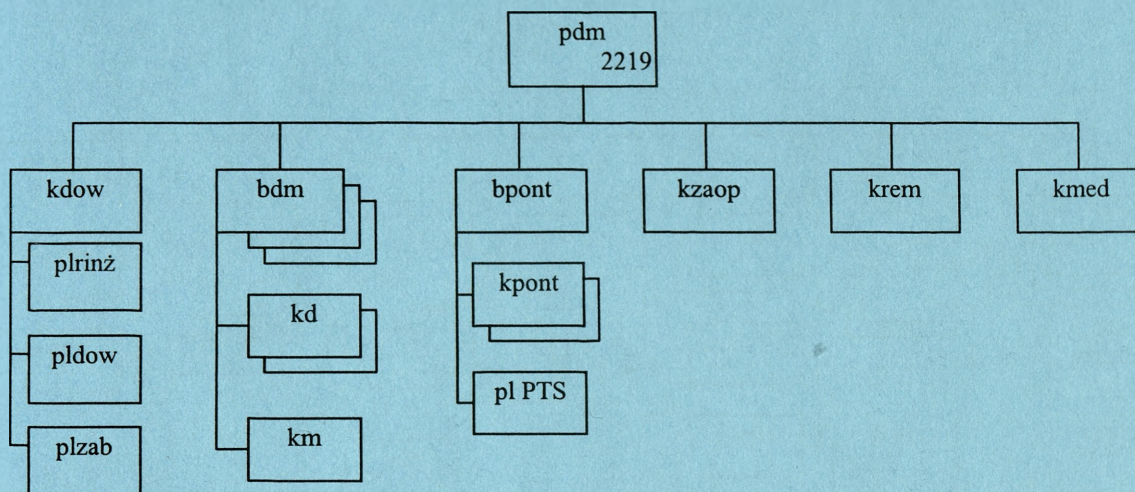 pdm
2219
kdow
bdm
bpont
kzaop
krem
kmed
plrinż
pldow
plzab
kd
km
kpont
pl PTS